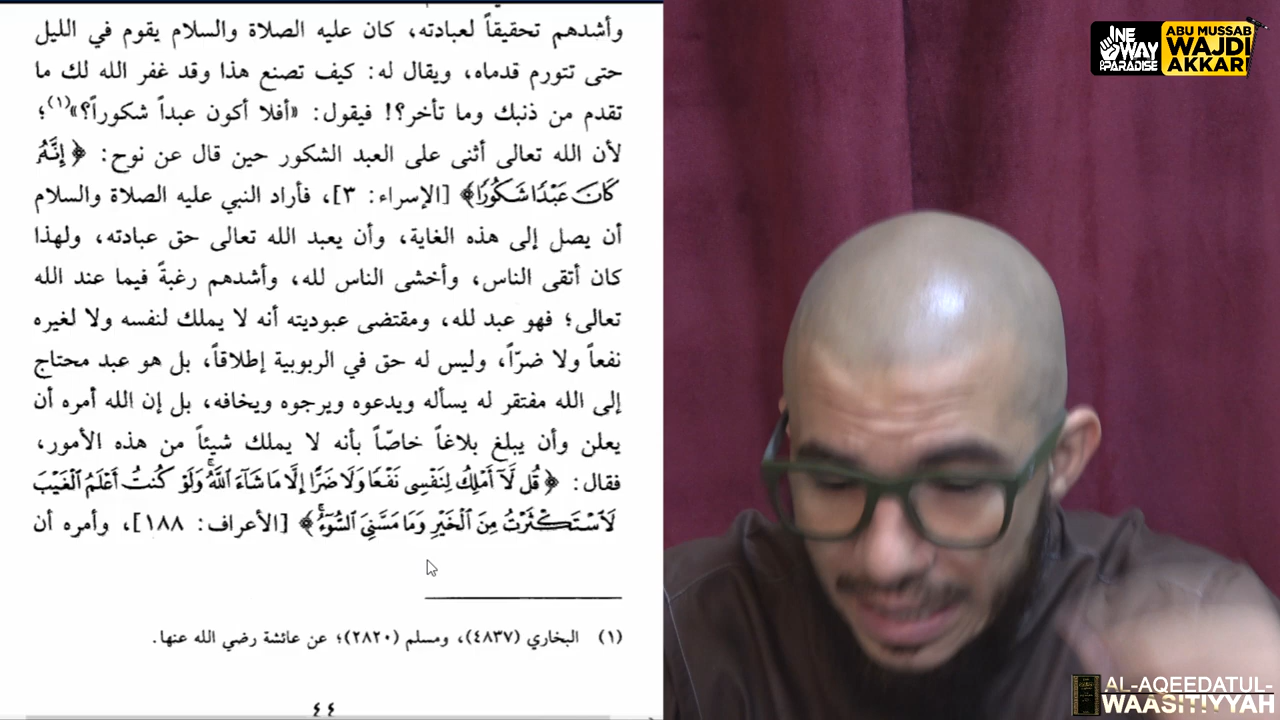 وأشدهم تحقيقاً لعبادته، كان عليه الصلاة والسلام يقوم في الليل
حتى تتورم قدماه، ويقال له: كيف تصنع هذا وقد غفر الله لك ما
تقدم من ذنبك وما تأخر؟! فيقول: «أفلا أكون عبداً شكوراً؟»(١)؛
لأن الله تعالى أثنى على العبد الشكور حين قال عن نوح: ﴿إِنَّهُۥ
كَانَ عَبْدًا شَكُورًا﴾ [الإسراء: ٣]، فأراد النبي عليه الصلاة والسلام
أن يصل إلى هذه الغاية، وأن يعبد الله تعالى حق عبادته، ولهذا
كان أتقى الناس، وأخشى الناس لله، وأشدهم رغبةً فيما عند الله
تعالى؛ فهو عبد لله، ومقتضى عبوديته أنه لا يملك لنفسه ولا لغيره
نفعاً ولا ضرّاً، وليس له حق في الربوبية إطلاقاً، بل هو عبد محتاج
إلى الله مفتقر له يسأله ويدعوه ويرجوه ويخافه، بل إن الله أمره أن
يعلن وأن يبلغ بلاغاً خاصّاً بأنه لا يملك شيئاً من هذه الأمور،
فقال: ﴿قُل لَّآ أَمْلِكُ لِنَفْسِى نَفْعًا وَلَا ضَرًّا إِلَّا مَا شَآءَ ٱللَّهُ وَلَوْ كُنتُ أَعْلَمُ ٱلْغَيْبَ
لَٱسْتَكْثَرْتُ مِنَ ٱلْخَيْرِ وَمَا مَسَّنِىَ ٱلسُّوٓءُ﴾ [الأعراف: ١٨٨]، وأمره أن
(١) البخاري (٤٨٣٧)، ومسلم (٢٨٢٠)؛ عن عائشة رضي الله عنها.
٤٤
ONE WAY TO PARADISE
ABU MUSSAB
WAJDI
AKKARI
AL-AQEEDATUL-
WAASITIYYAH